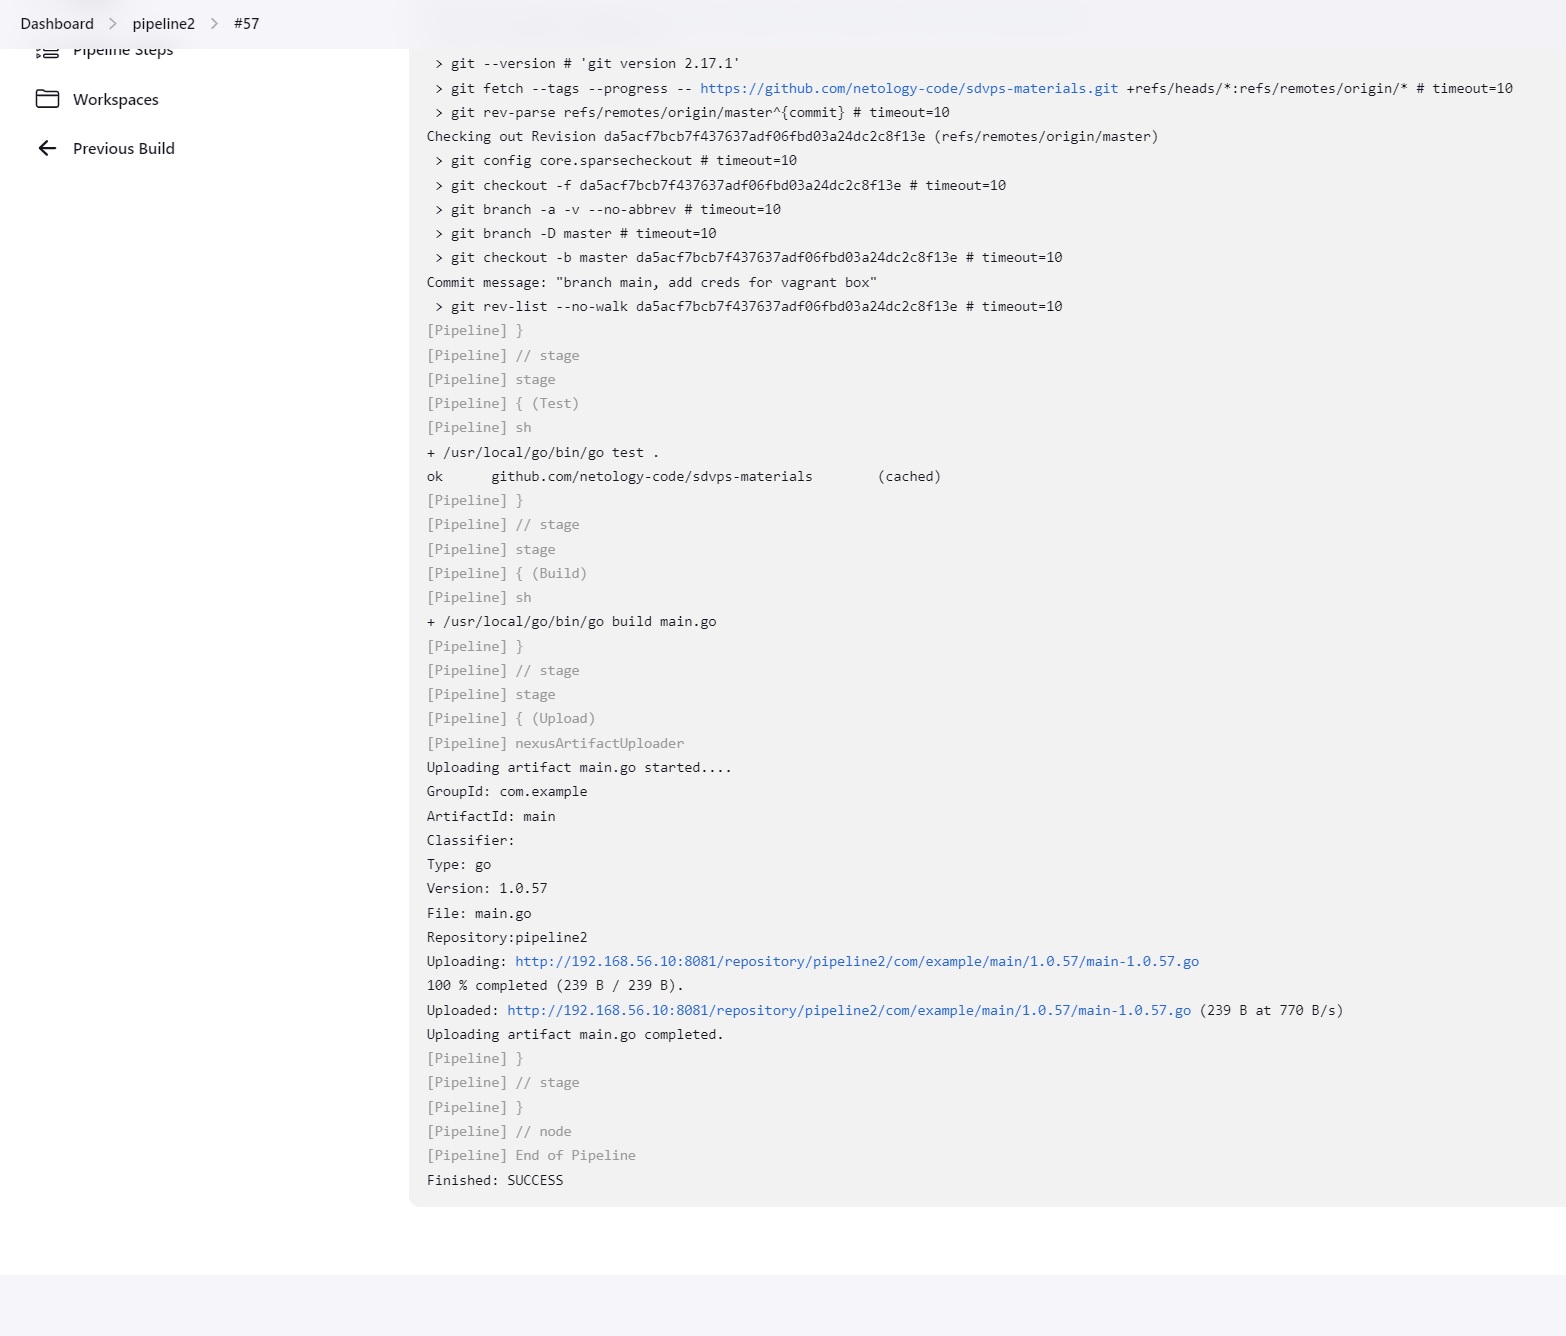 Dashboard > pipeline2 > #57
Pipeline Steps
Workspaces
Previous Build
> git --version # 'git version 2.17.1'
> git fetch --tags --progress -- https://github.com/netology-code/sdvps-materials.git +refs/heads/*:refs/remotes/origin/* # timeout=10
> git rev-parse refs/remotes/origin/master^{commit} # timeout=10
Checking out Revision da5acf7bcb7f437637adf06fbd03a24dc2c8f13e (refs/remotes/origin/master)
> git config core.sparsecheckout # timeout=10
> git checkout -f da5acf7bcb7f437637adf06fbd03a24dc2c8f13e # timeout=10
> git branch -a -v --no-abbrev # timeout=10
> git branch -D master # timeout=10
> git checkout -b master da5acf7bcb7f437637adf06fbd03a24dc2c8f13e # timeout=10
Commit message: "branch main, add creds for vagrant box"
> git rev-list --no-walk da5acf7bcb7f437637adf06fbd03a24dc2c8f13e # timeout=10
[Pipeline] }
[Pipeline] // stage
[Pipeline] stage
[Pipeline] { (Test)
[Pipeline] sh
+ /usr/local/go/bin/go test .
ok github.com/netology-code/sdvps-materials (cached)
[Pipeline] }
[Pipeline] // stage
[Pipeline] stage
[Pipeline] { (Build)
[Pipeline] sh
+ /usr/local/go/bin/go build main.go
[Pipeline] }
[Pipeline] // stage
[Pipeline] stage
[Pipeline] { (Upload)
[Pipeline] nexusArtifactUploader
Uploading artifact main.go started....
GroupId: com.example
ArtifactId: main
Classifier:
Type: go
Version: 1.0.57
File: main.go
Repository:pipeline2
Uploading: http://192.168.56.10:8081/repository/pipeline2/com/example/main/1.0.57/main-1.0.57.go
100 % completed (239 B / 239 B).
Uploaded: http://192.168.56.10:8081/repository/pipeline2/com/example/main/1.0.57/main-1.0.57.go (239 B at 770 B/s)
Uploading artifact main.go completed.
[Pipeline] }
[Pipeline] // stage
[Pipeline] }
[Pipeline] // node
[Pipeline] End of Pipeline
Finished: SUCCESS